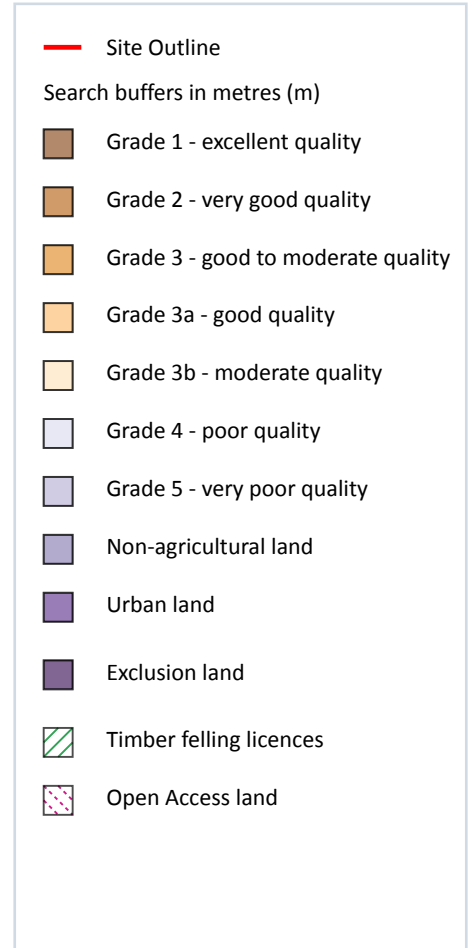 Site Outline
Search buffers in metres (m)
Grade 1 - excellent quality
Grade 2 - very good quality
Grade 3 - good to moderate quality
Grade 3a - good quality
Grade 3b - moderate quality
Grade 4 - poor quality
Grade 5 - very poor quality
Non-agricultural land
Urban land
Exclusion land
Timber felling licences
Open Access land